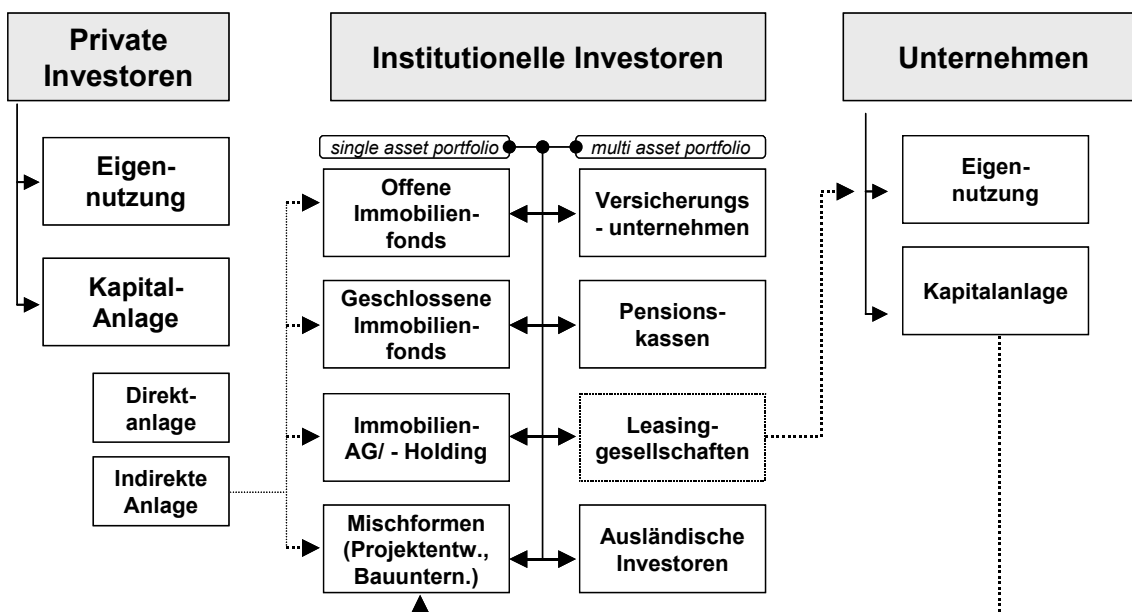 Private
Investoren
Institutionelle Investoren
Unternehmen
single asset portfolio
multi asset portfolio
Eigen-
nutzung
Kapital-
Anlage
Direkt-
anlage
Indirekte
Anlage
Offene
Immobilien-
fonds
Versicherungs
- unternehmen
Geschlossene
Immobilien-
fonds
Pensions-
kassen
Immobilien-
AG/ - Holding
Leasing-
gesellschaften
Mischformen
(Projektentw.,
Bauuntern.)
Ausländische
Investoren
Eigen-
nutzung
Kapitalanlage